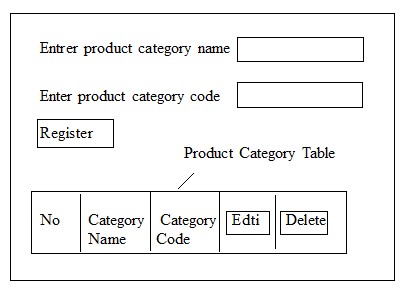 Entrer product category name
Enter product category code
Register
Product Category Table
No Category Category Edti Delete
Name Code